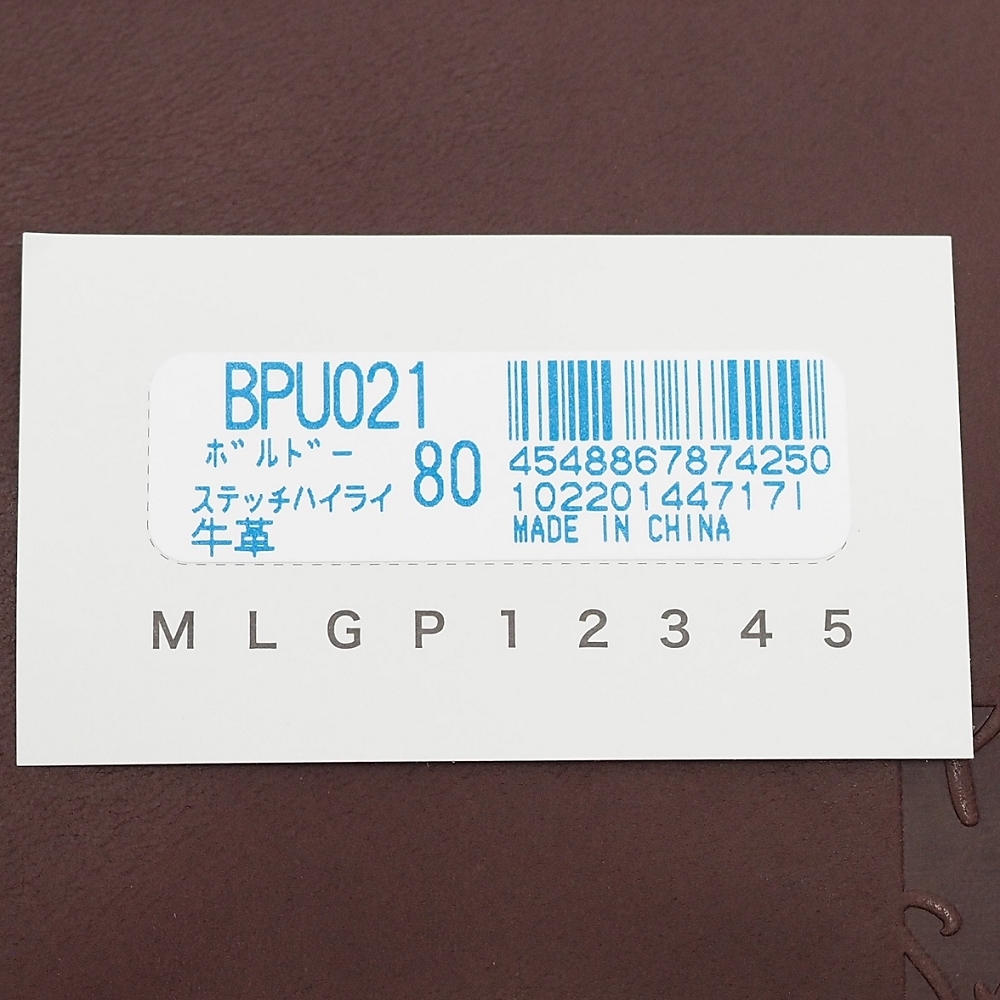 BPU021
ボルドー 80
ステッチハイライ
牛革
4548867874250
102201447171
MADE IN CHINA
M L G P 1 2 3 4 5